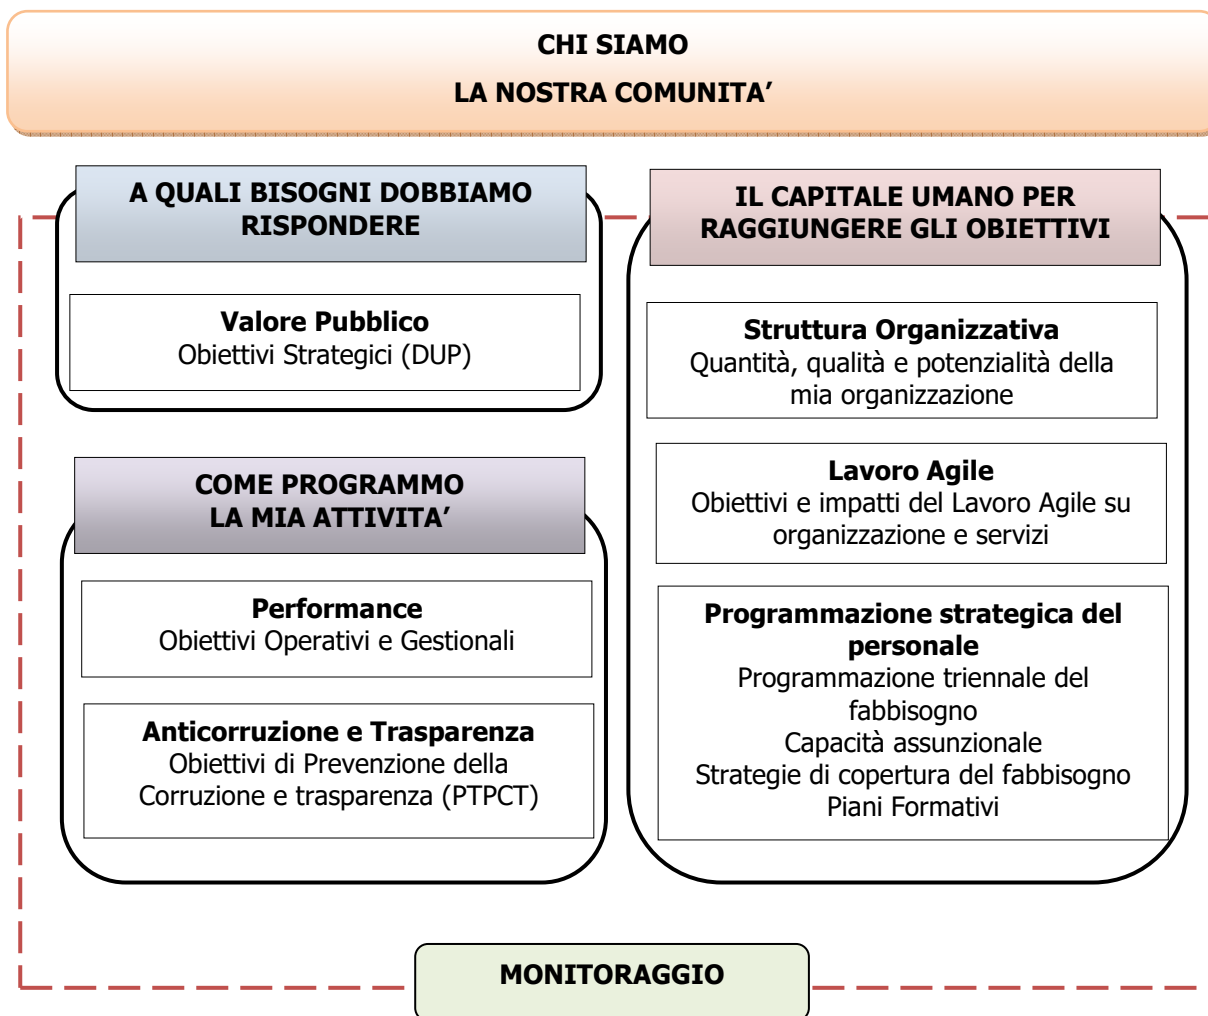 CHI SIAMO
LA NOSTRA COMUNITA’
A QUALI BISOGNI DOBBIAMO
RISPONDERE
Valore Pubblico
Obiettivi Strategici (DUP)
COME PROGRAMMO
LA MIA ATTIVITA’
Performance
Obiettivi Operativi e Gestionali
Anticorruzione e Trasparenza
Obiettivi di Prevenzione della
Corruzione e trasparenza (PTPCT)
IL CAPITALE UMANO PER
RAGGIUNGERE GLI OBIETTIVI
Struttura Organizzativa
Quantità, qualità e potenzialità della
mia organizzazione
Lavoro Agile
Obiettivi e impatti del Lavoro Agile su
organizzazione e servizi
Programmazione strategica del
personale
Programmazione triennale del
fabbisogno
Capacità assunzionale
Strategie di copertura del fabbisogno
Piani Formativi
MONITORAGGIO